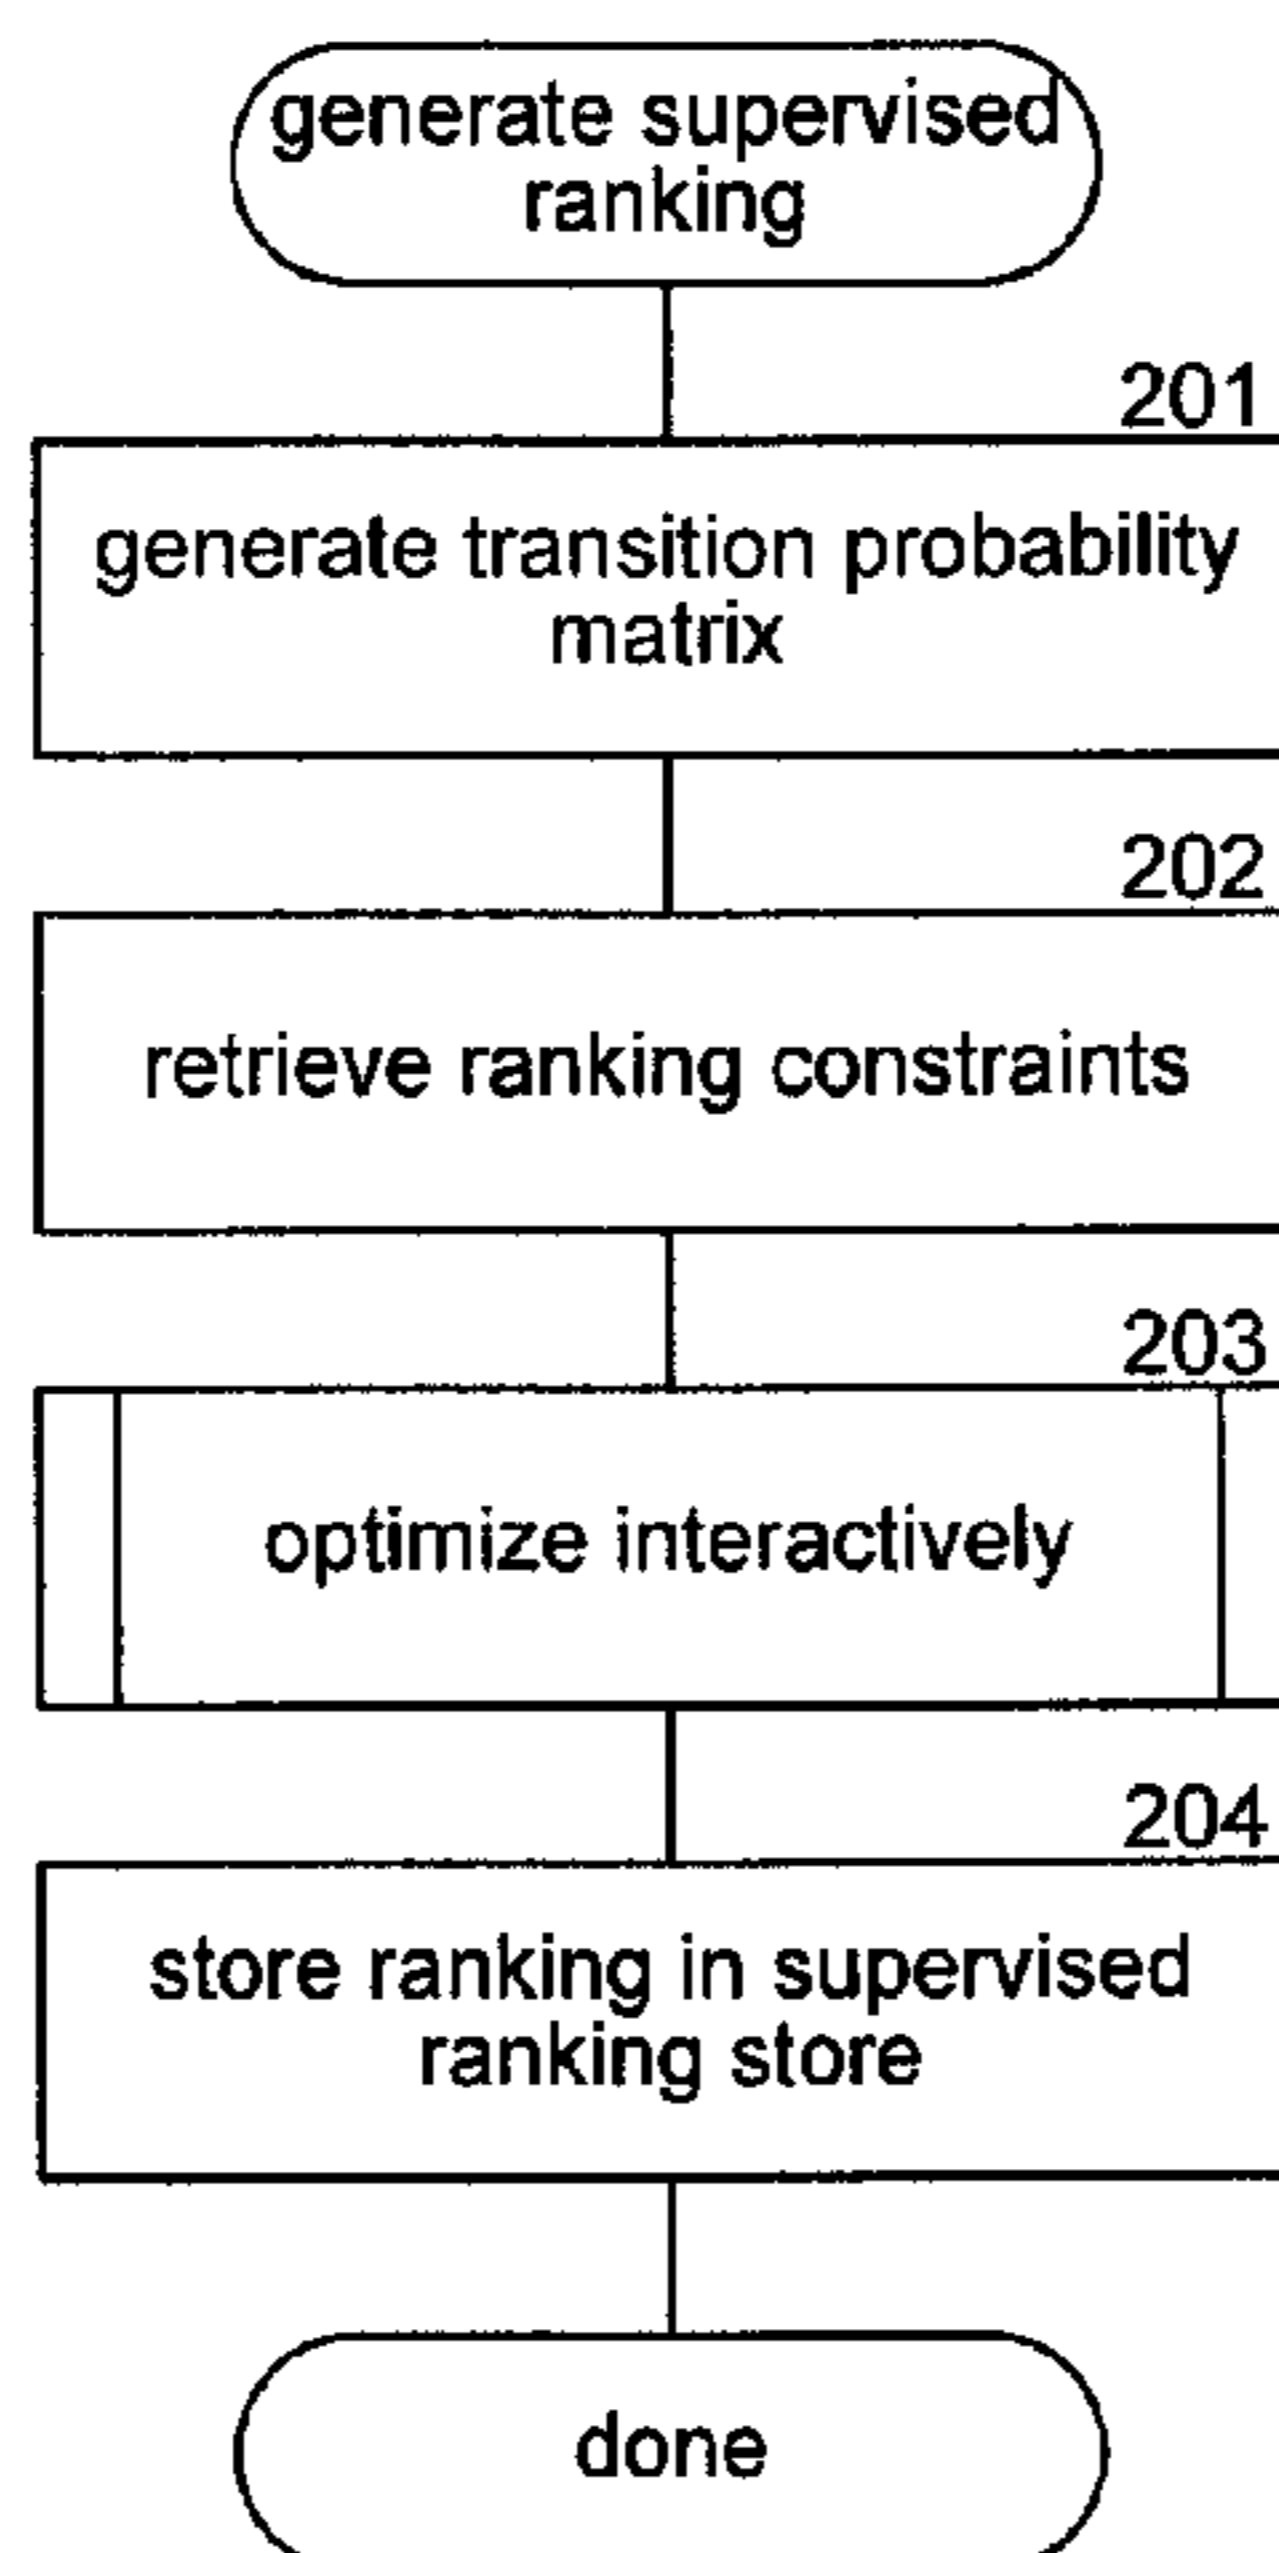 generate supervised
ranking
201
generate transition probability
matrix
202
retrieve ranking constraints
203
optimize interactively
204
store ranking in supervised
ranking store
done